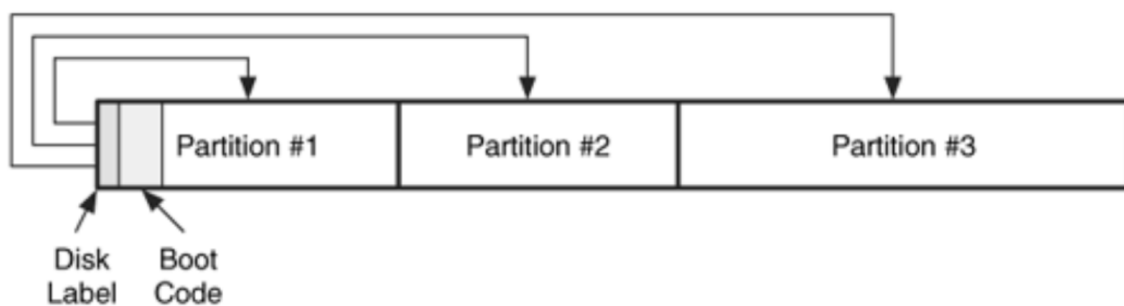 Partition #1
Partition #2
Partition #3
Disk
Label
Boot
Code